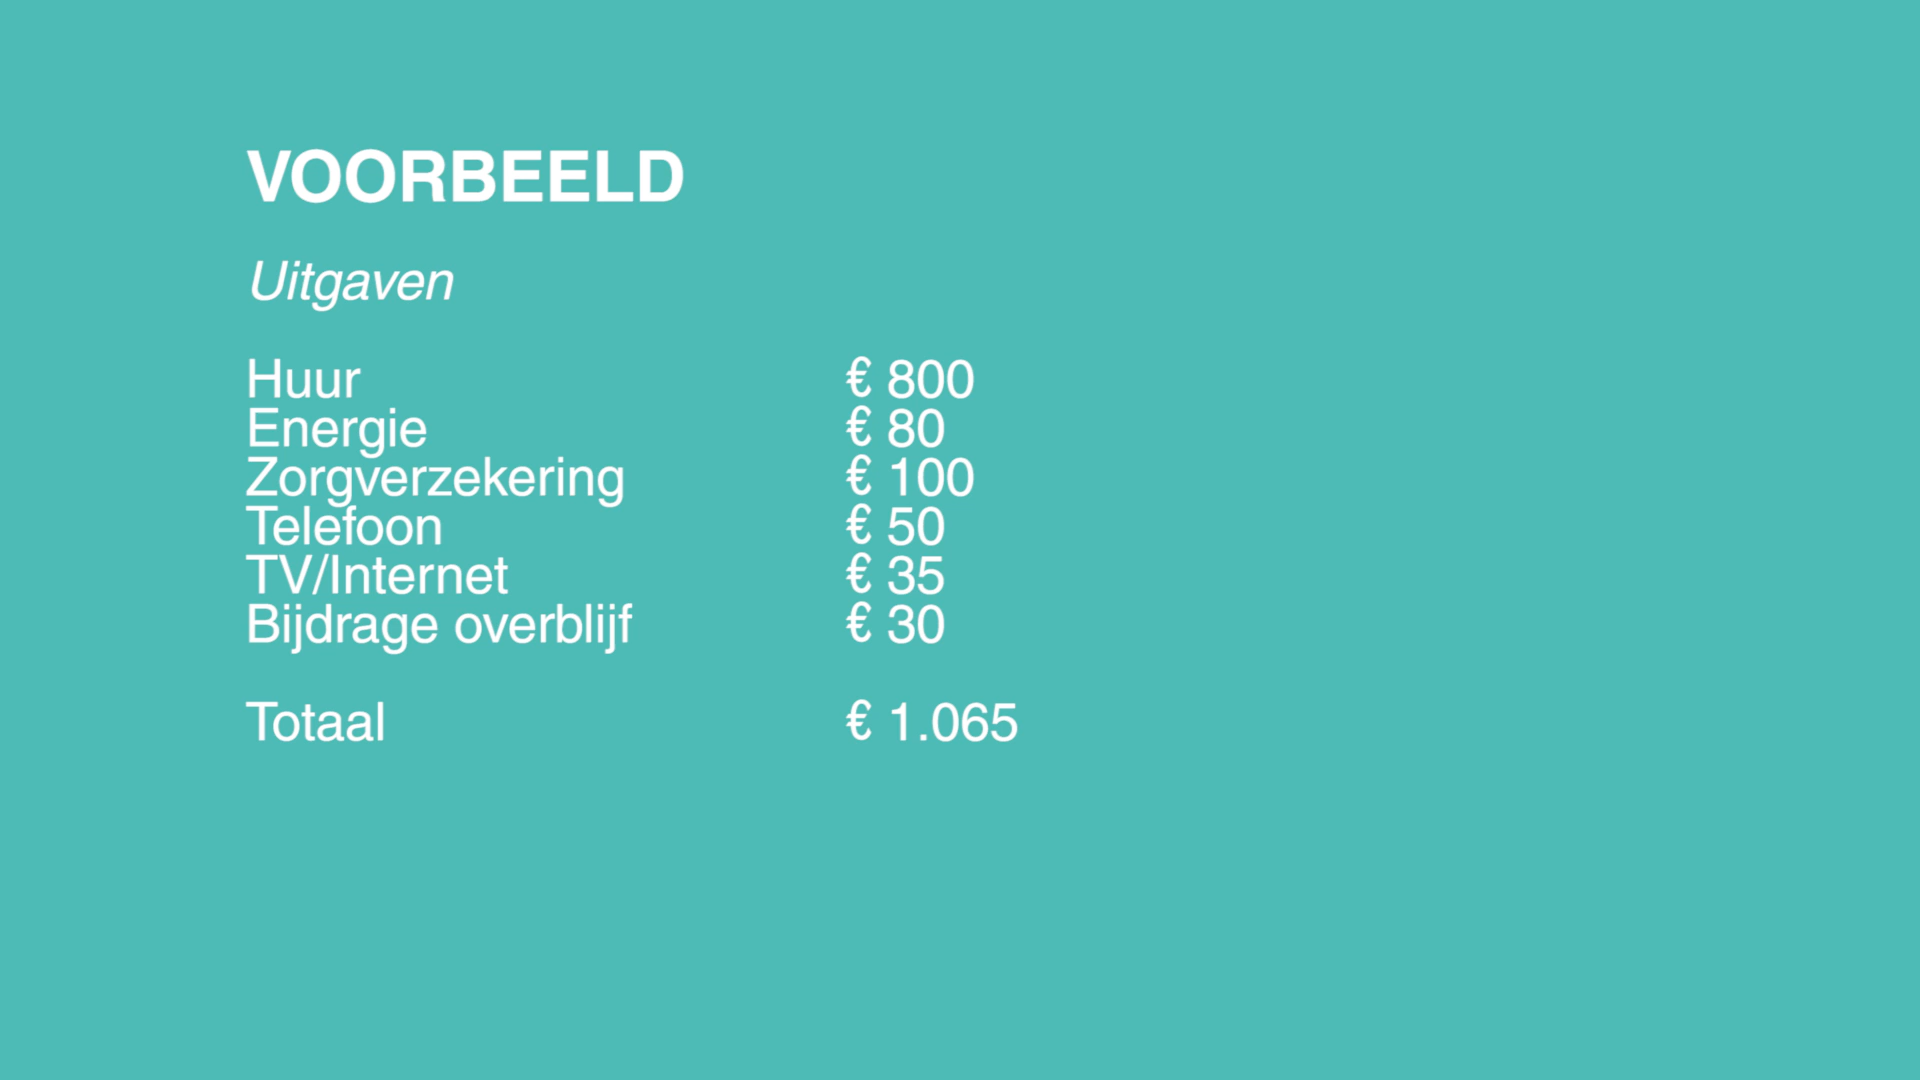 VOORBEELD
Uitgaven
Huur € 800
Energie € 80
Zorgverzekering € 100
Telefoon € 50
TV/Internet € 35
Bijdrage overblijf € 30
Totaal € 1.065